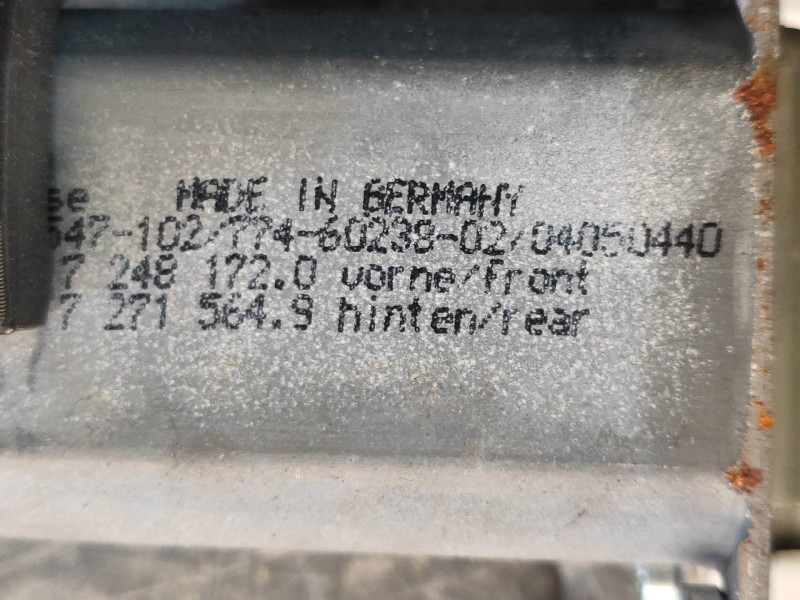 se MADE IN GERMANY
647-102/774-60238-02/04050440
7 248 172.0 vorne/front
7 271 564.9 hinten/rear